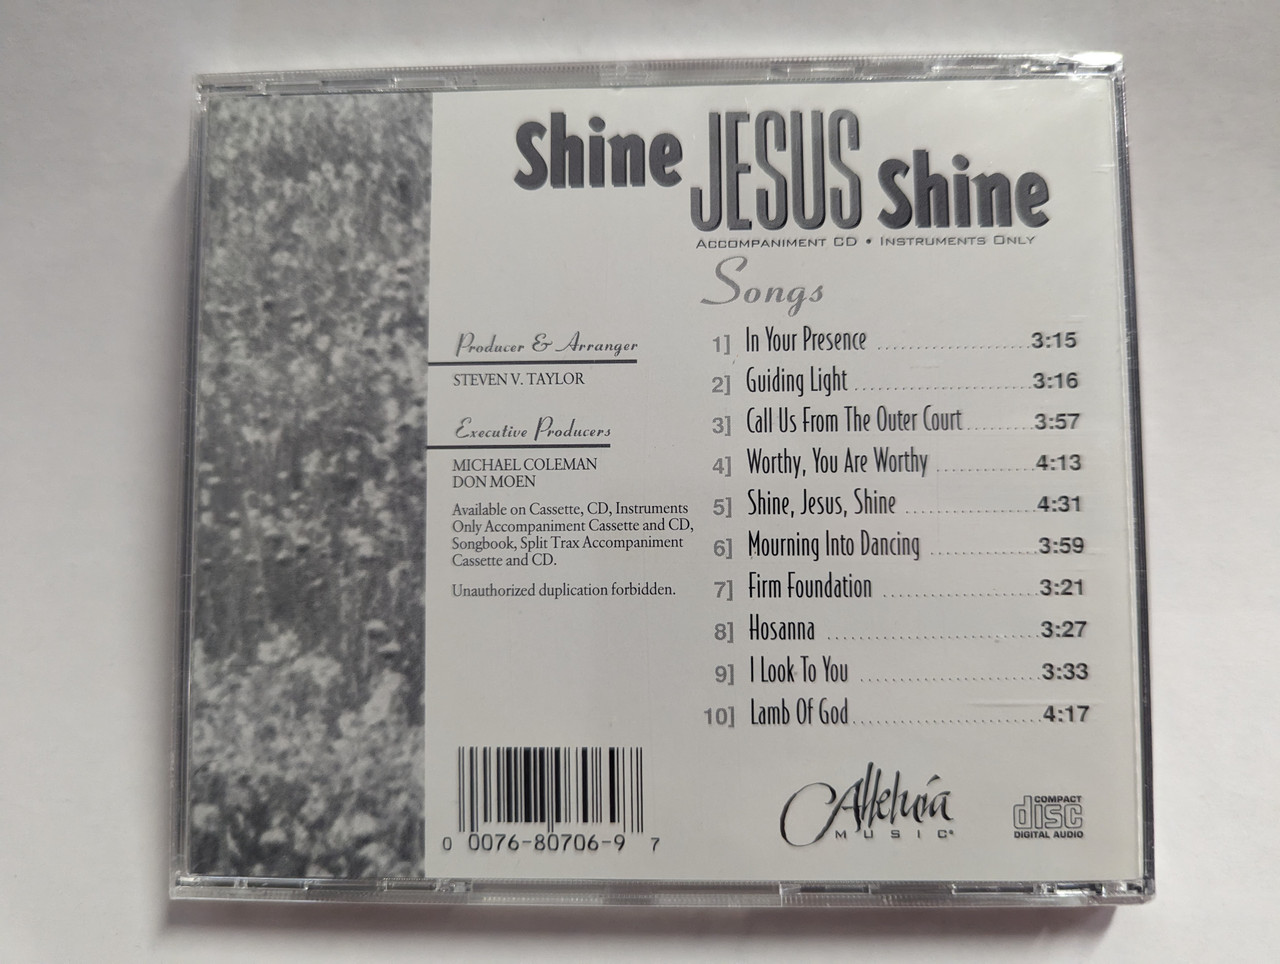 Shine JESUS Shine
ACCOMPANIMENT CD • INSTRUMENTS ONLY
Songs
1] In Your Presence ..................... 3:15
2] Guiding Light ......................... 3:16
3] Call Us From The Outer Court ........ 3:57
4] Worthy, You Are Worthy ............. 4:13
5] Shine, Jesus, Shine .................. 4:31
6] Mourning Into Dancing .............. 3:59
7] Firm Foundation ...................... 3:21
8] Hosanna .............................. 3:27
9] I Look To You ......................... 3:33
10] Lamb Of God .......................... 4:17
Producer & Arranger
STEVEN V. TAYLOR
Executive Producers
MICHAEL COLEMAN
DON MOEN
Available on Cassette, CD, Instruments
Only Accompaniment Cassette and CD,
Songbook, Split Trax Accompaniment
Cassette and CD.
Unauthorized duplication forbidden.
0 0076-80706-9 7
Alleluia
MUSIC®
COMPACT
disc
DIGITAL AUDIO